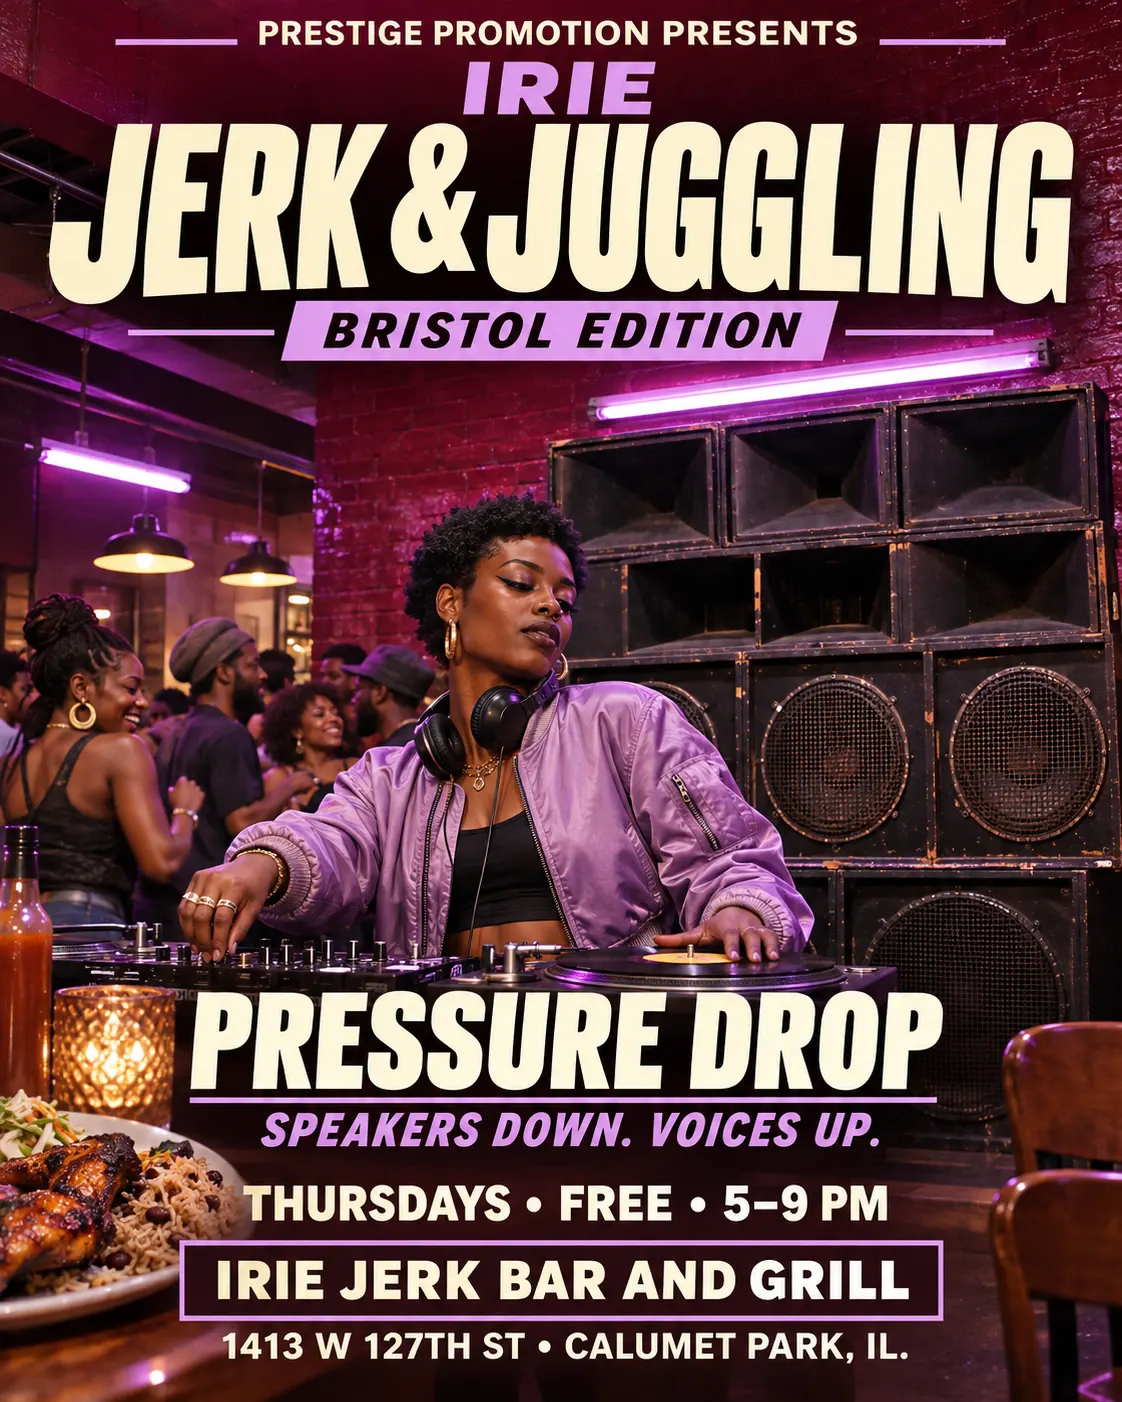 PRESTIGE PROMOTION PRESENTS
IRIE
JERK & JUGGLING
BRISTOL EDITION
PRESSURE DROP
SPEAKERS DOWN. VOICES UP.
THURSDAYS • FREE • 5–9 PM
IRIE JERK BAR AND GRILL
1413 W 127TH ST • CALUMET PARK, IL.